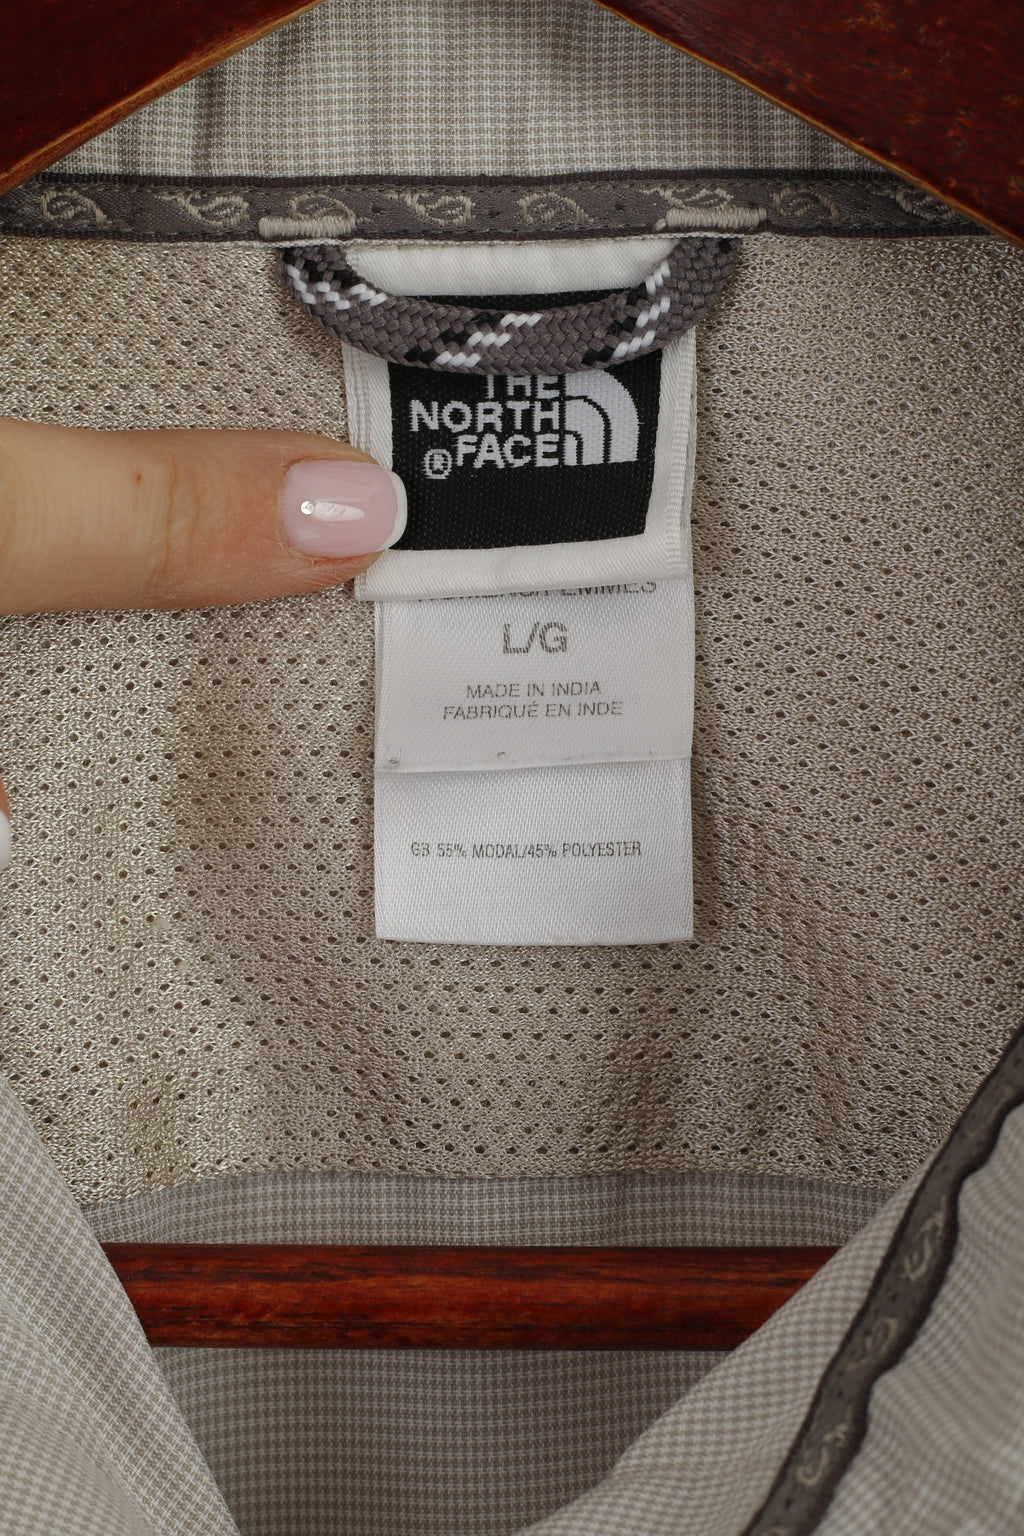 THE
NORTH
® FACE
L/G
MADE IN INDIA
FABRIQUÉ EN INDE
GB 55% MODAL/45% POLYESTER